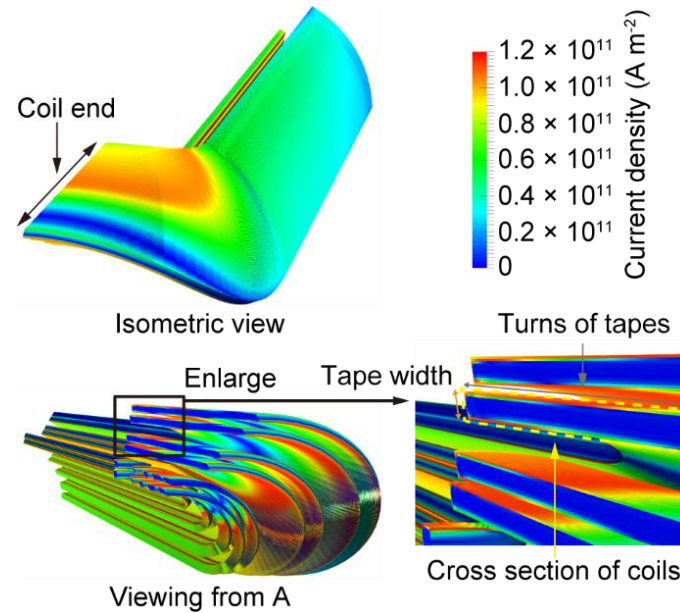 Coil end
Isometric view
1.2 × 10¹¹
1.0 × 10¹¹
0.8 × 10¹¹
0.6 × 10¹¹
0.4 × 10¹¹
0.2 × 10¹¹
0
Current density (A m⁻²)
Turns of tapes
Enlarge
Tape width
Viewing from A
Cross section of coils